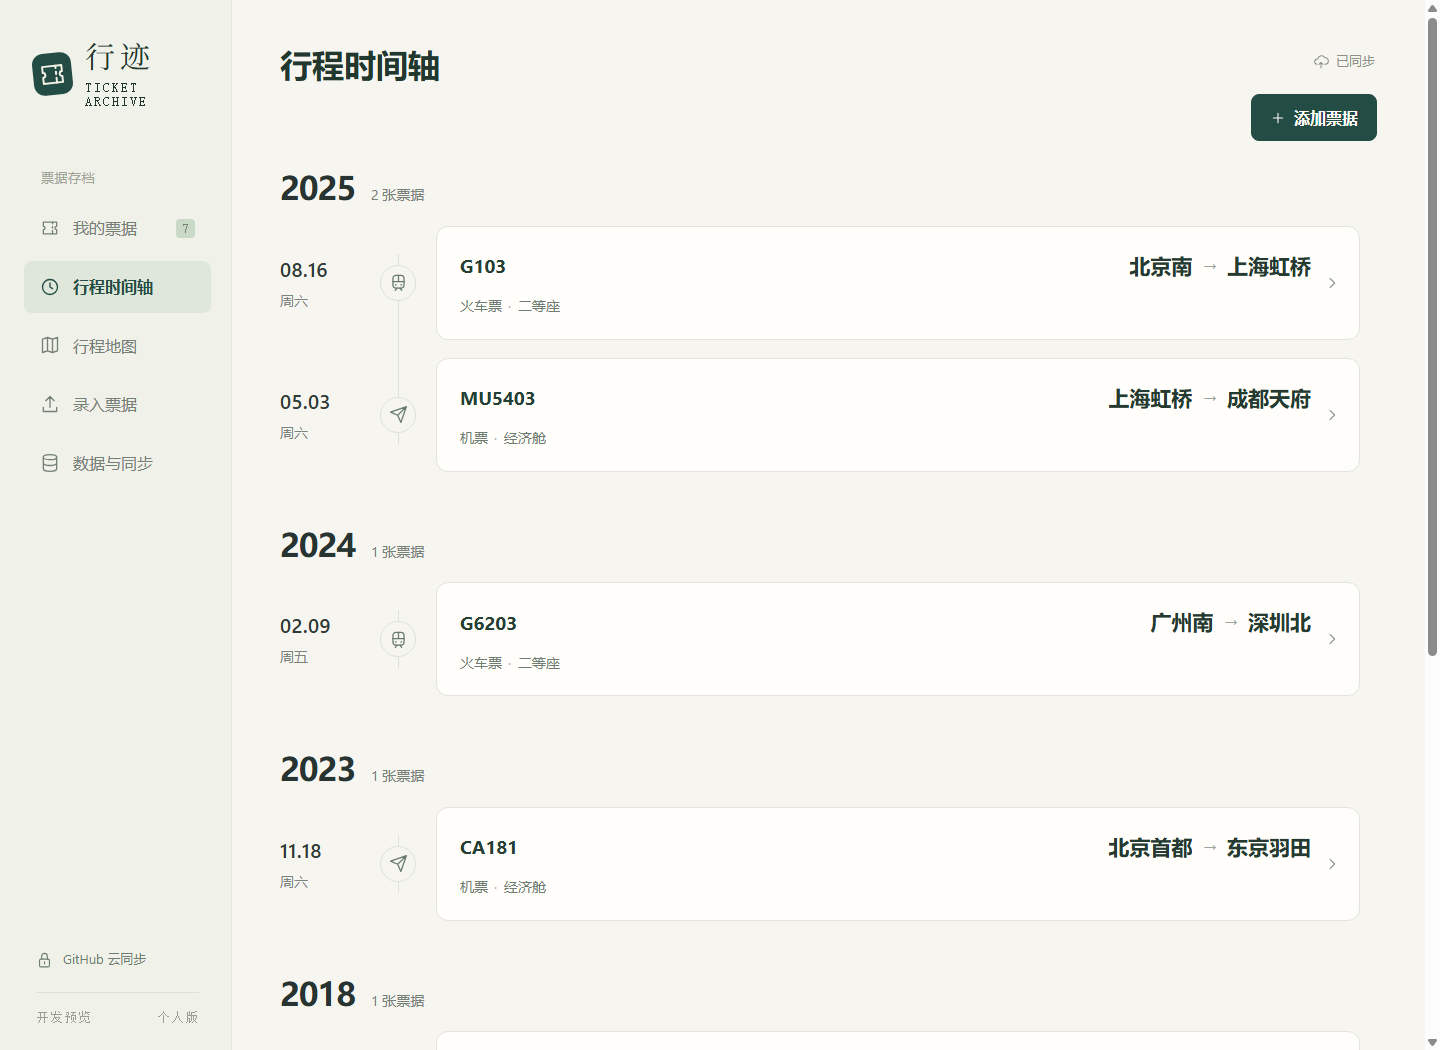 行迹
TICKET
ARCHIVE
票据存档
我的票据 7
行程时间轴
行程地图
录入票据
数据与同步
GitHub 云同步
开发预览 个人版
行程时间轴
已同步
+ 添加票据
2025 2 张票据
08.16
周六
G103
北京南 → 上海虹桥
火车票 · 二等座
05.03
周六
MU5403
上海虹桥 → 成都天府
机票 · 经济舱
2024 1 张票据
02.09
周五
G6203
广州南 → 深圳北
火车票 · 二等座
2023 1 张票据
11.18
周六
CA181
北京首都 → 东京羽田
机票 · 经济舱
2018 1 张票据